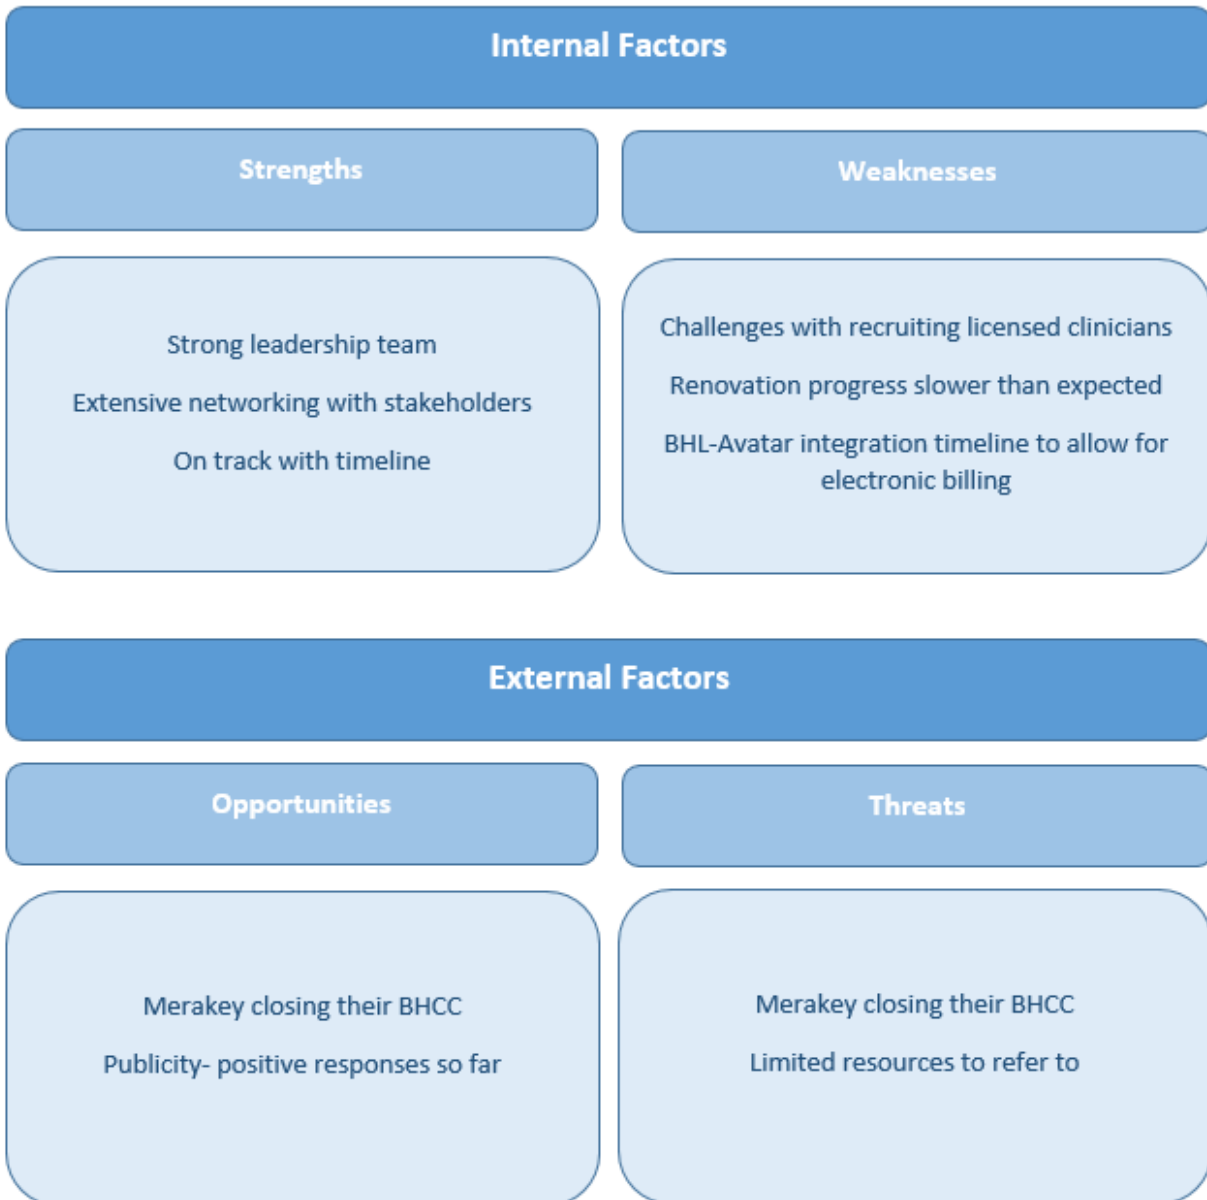 Internal Factors
Strengths
Weaknesses
Strong leadership team
Extensive networking with stakeholders
On track with timeline
Challenges with recruiting licensed clinicians
Renovation progress slower than expected
BHL-Avatar integration timeline to allow for
electronic billing
External Factors
Opportunities
Threats
Merakey closing their BHCC
Publicity- positive responses so far
Merakey closing their BHCC
Limited resources to refer to